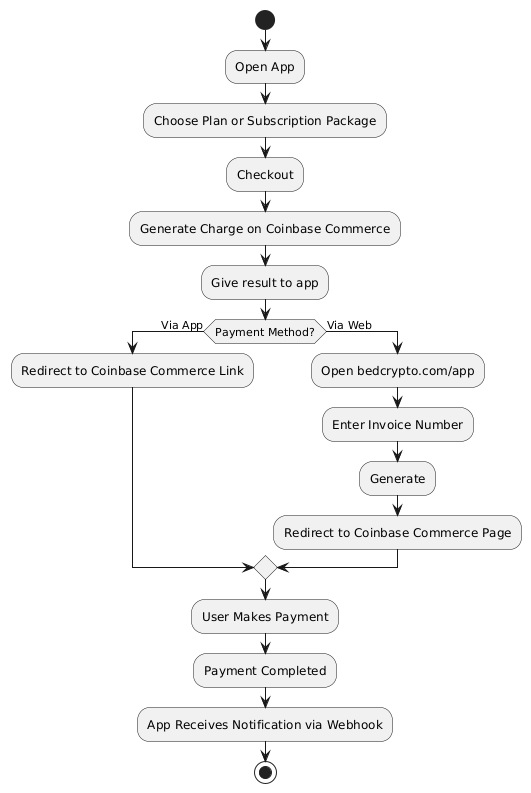 Open App
Choose Plan or Subscription Package
Checkout
Generate Charge on Coinbase Commerce
Give result to app
Payment Method?
Via App
Via Web
Redirect to Coinbase Commerce Link
Open bedcrypto.com/app
Enter Invoice Number
Generate
Redirect to Coinbase Commerce Page
User Makes Payment
Payment Completed
App Receives Notification via Webhook